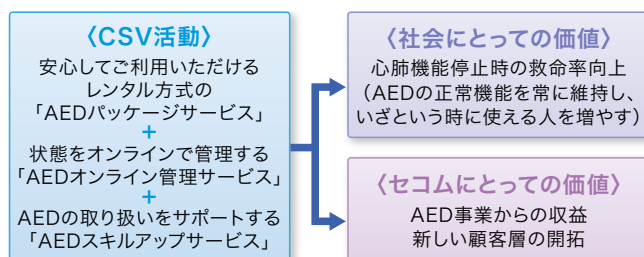 〈CSV活動〉
安心してご利用いただける
レンタル方式の
「AEDパッケージサービス」
+
状態をオンラインで管理する
「AEDオンライン管理サービス」
+
AEDの取り扱いをサポートする
「AEDスキルアップサービス」
〈社会にとっての価値〉
心肺機能停止時の救命率向上
（AEDの正常機能を常に維持し、
いざという時に使える人を増やす）
〈セコムにとっての価値〉
AED事業からの収益
新しい顧客層の開拓